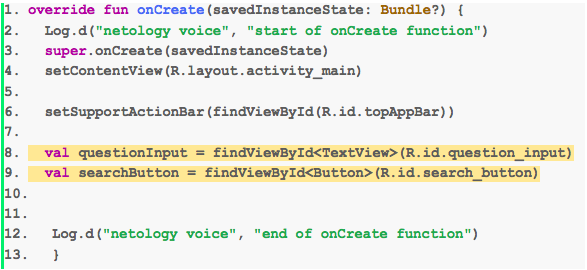 1. override fun onCreate(savedInstanceState: Bundle?) {
2. Log.d("netology voice", "start of onCreate function")
3. super.onCreate(savedInstanceState)
4. setContentView(R.layout.activity_main)
5.
6. setSupportActionBar(findViewById(R.id.topAppBar))
7.
8. val questionInput = findViewById<TextView>(R.id.question_input)
9. val searchButton = findViewById<Button>(R.id.search_button)
10.
11.
12. Log.d("netology voice", "end of onCreate function")
13. }